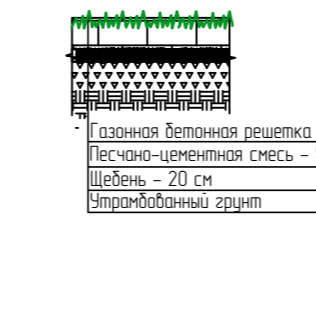 Газонная бетонная решетка
Песчано-цементная смесь –
Щебень – 20 см
Утрамбованный грунт